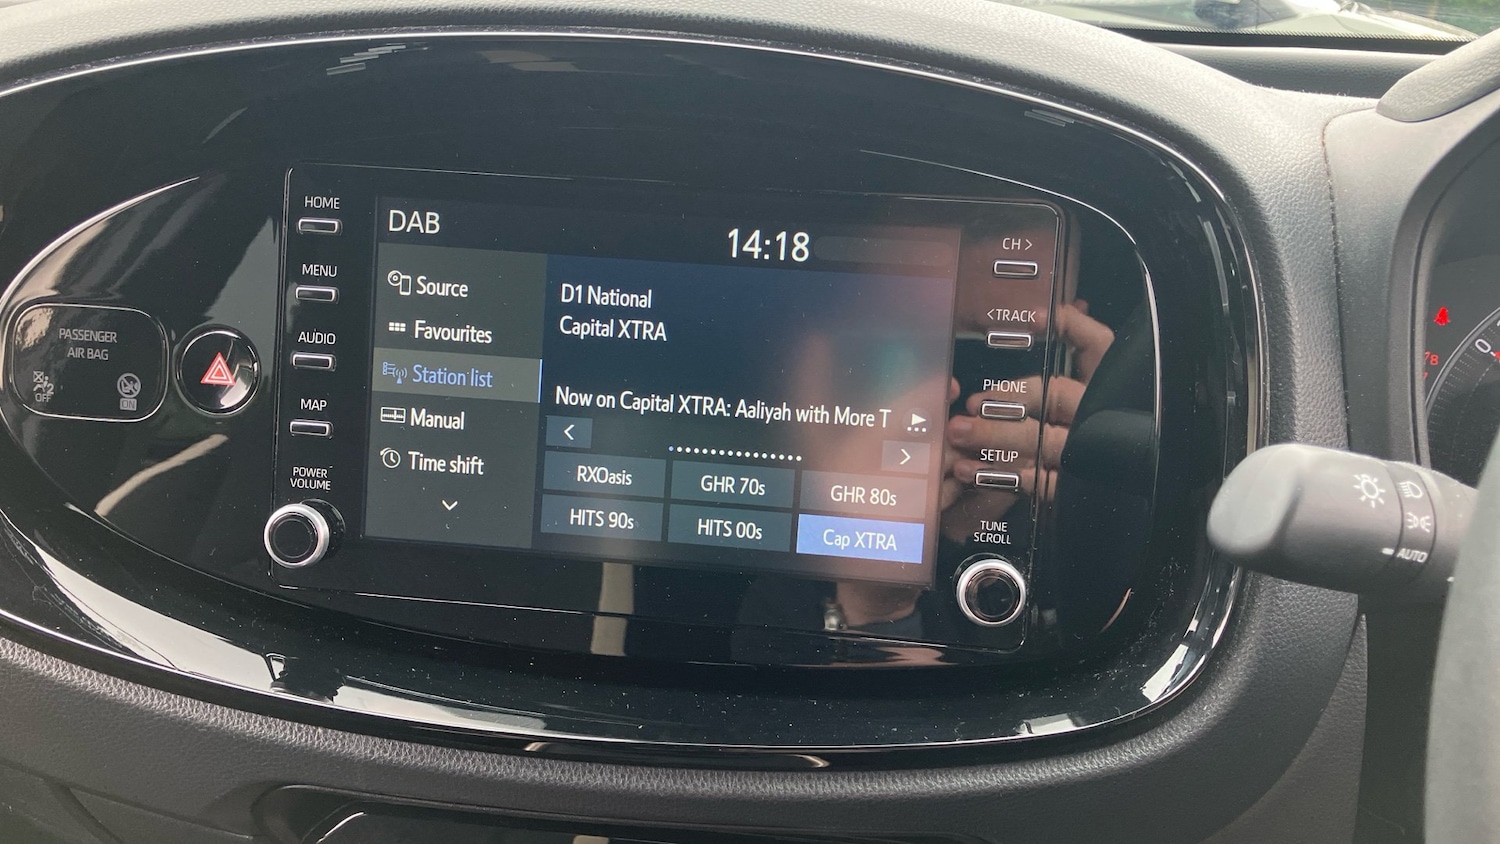 HOME
MENU
AUDIO
MAP
POWER
VOLUME
PASSENGER
AIR BAG
OFF
ON
DAB
14:18
Source
Favourites
Station list
Manual
Time shift
D1 National
Capital XTRA
Now on Capital XTRA: Aaliyah with More T
<
>
RXOasis
GHR 70s
GHR 80s
HITS 90s
HITS 00s
Cap XTRA
CH >
<TRACK
PHONE
SETUP
TUNE
SCROLL
AUTO
0
8